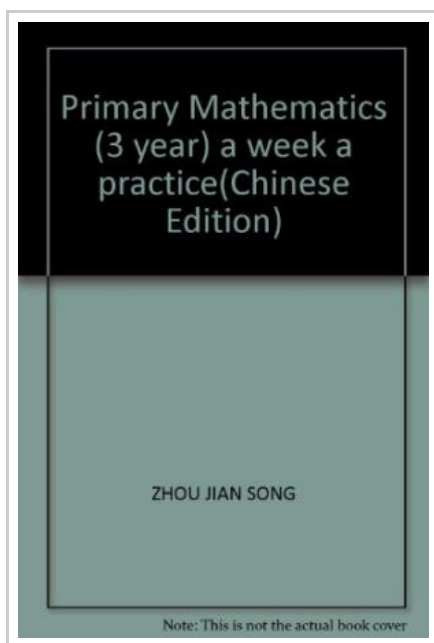 Primary Mathematics
(3 year) a week a
practice(Chinese
Edition)
ZHOU JIAN SONG
Note: This is not the actual book cover